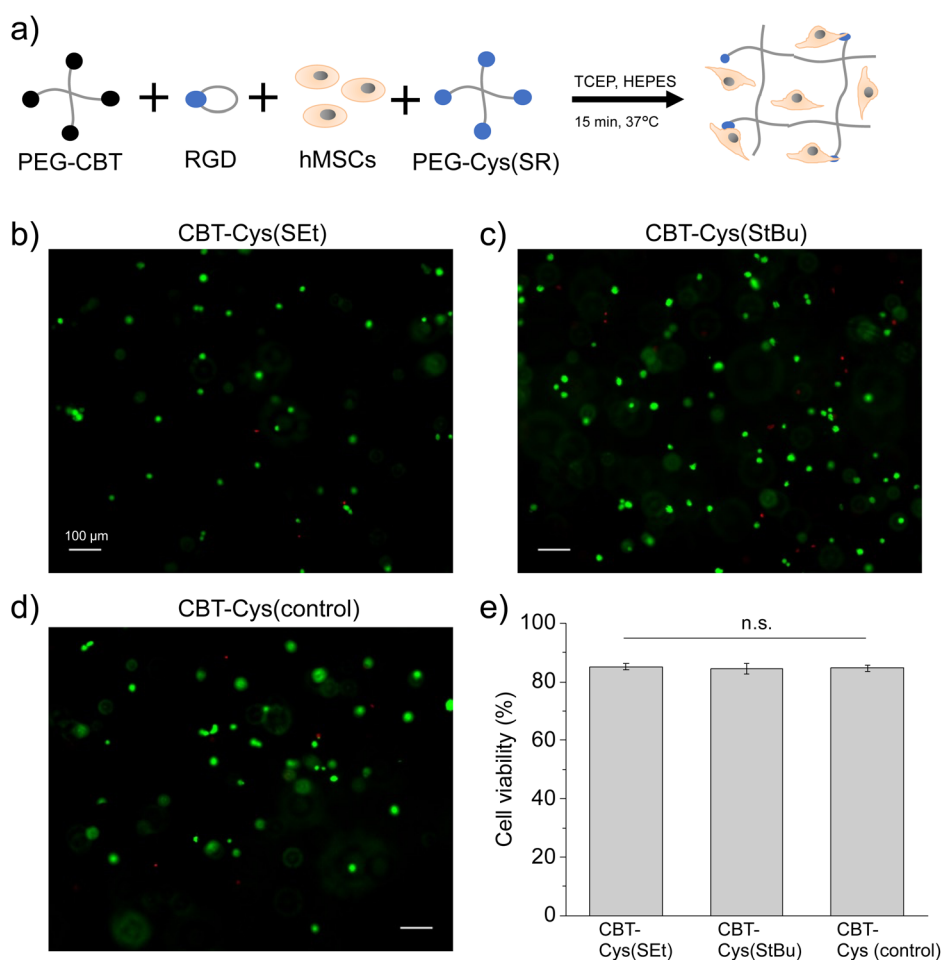 a)
TCEP, HEPES
15 min, 37°C
PEG-CBT
RGD
hMSCs
PEG-Cys(SR)
b)
CBT-Cys(SEt)
100 µm
c)
CBT-Cys(StBu)
d)
CBT-Cys(control)
e)
n.s.
Cell viability (%)
100
80
60
40
20
0
CBT-
Cys(SEt)
CBT-
Cys(StBu)
CBT-
Cys (control)